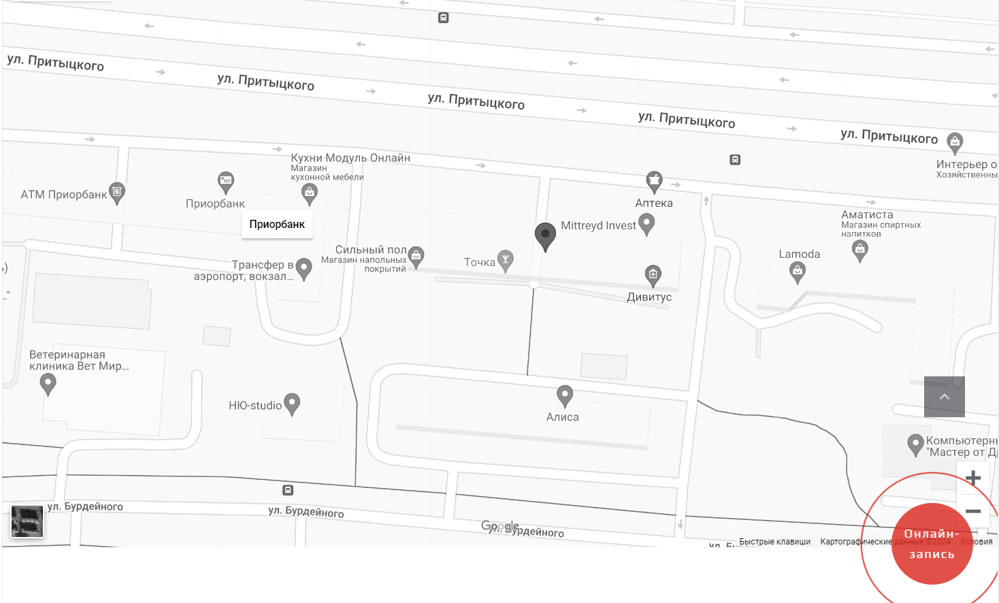 ул. Притыцкого
ул. Притыцкого
ул. Притыцкого
ул. Притыцкого
ул. Притыцкого
Интерьер о
Хозяйственны
Кухни Модуль Онлайн
Магазин
кухонной мебели
АТМ Приорбанк
Приорбанк
Приорбанк
Аптека
Mittreyd Invest
Аматиста
Магазин спиртных
напитков
Сильный пол
Магазин напольных
покрытий
Точка
Lamoda
Трансфер в
аэропорт, вокзал...
Дивитус
Ветеринарная
клиника Вет Мир...
НЮ-studio
Алиса
Компьютерны
"Мастер от Д
ул. Бурдейного
ул. Бурдейного
Google
ул. Бурдейного
Быстрые клавиши
Картографические данные ©2024
Условия
Онлайн-
запись